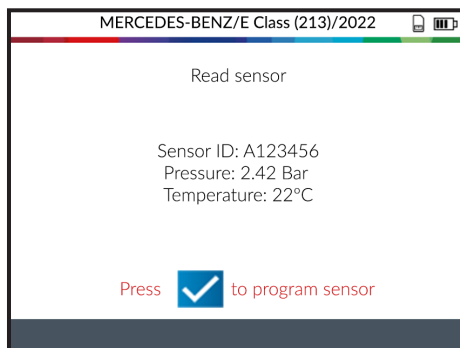 MERCEDES-BENZ/E Class (213)/2022
Read sensor
Sensor ID: A123456
Pressure: 2.42 Bar
Temperature: 22°C
Press to program sensor